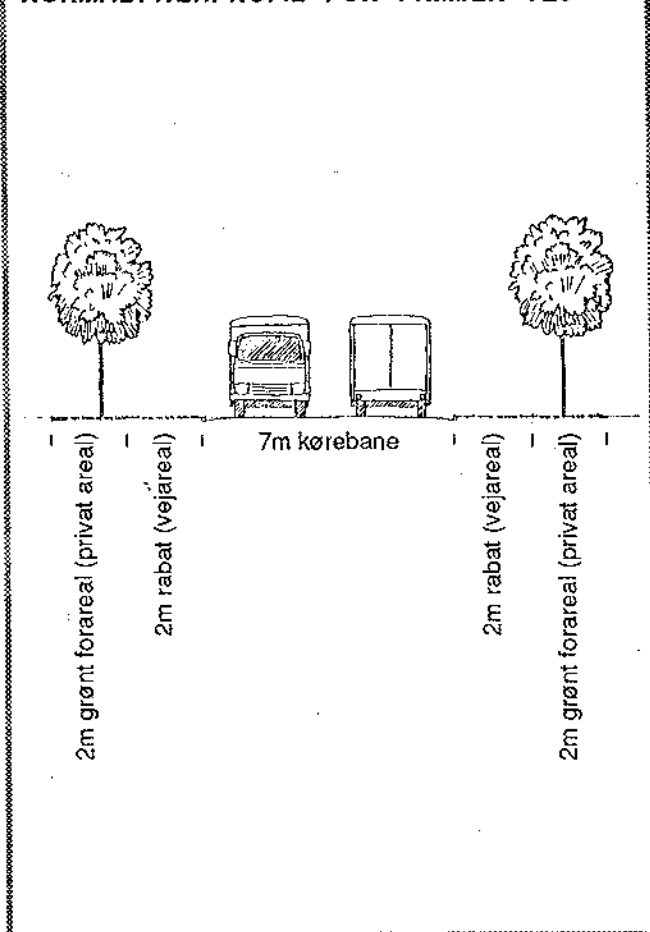 7m kørebane
2m grønt forareal (privat areal)
2m rabat (vejareal)
2m rabat (vejareal)
2m grønt forareal (privat areal)